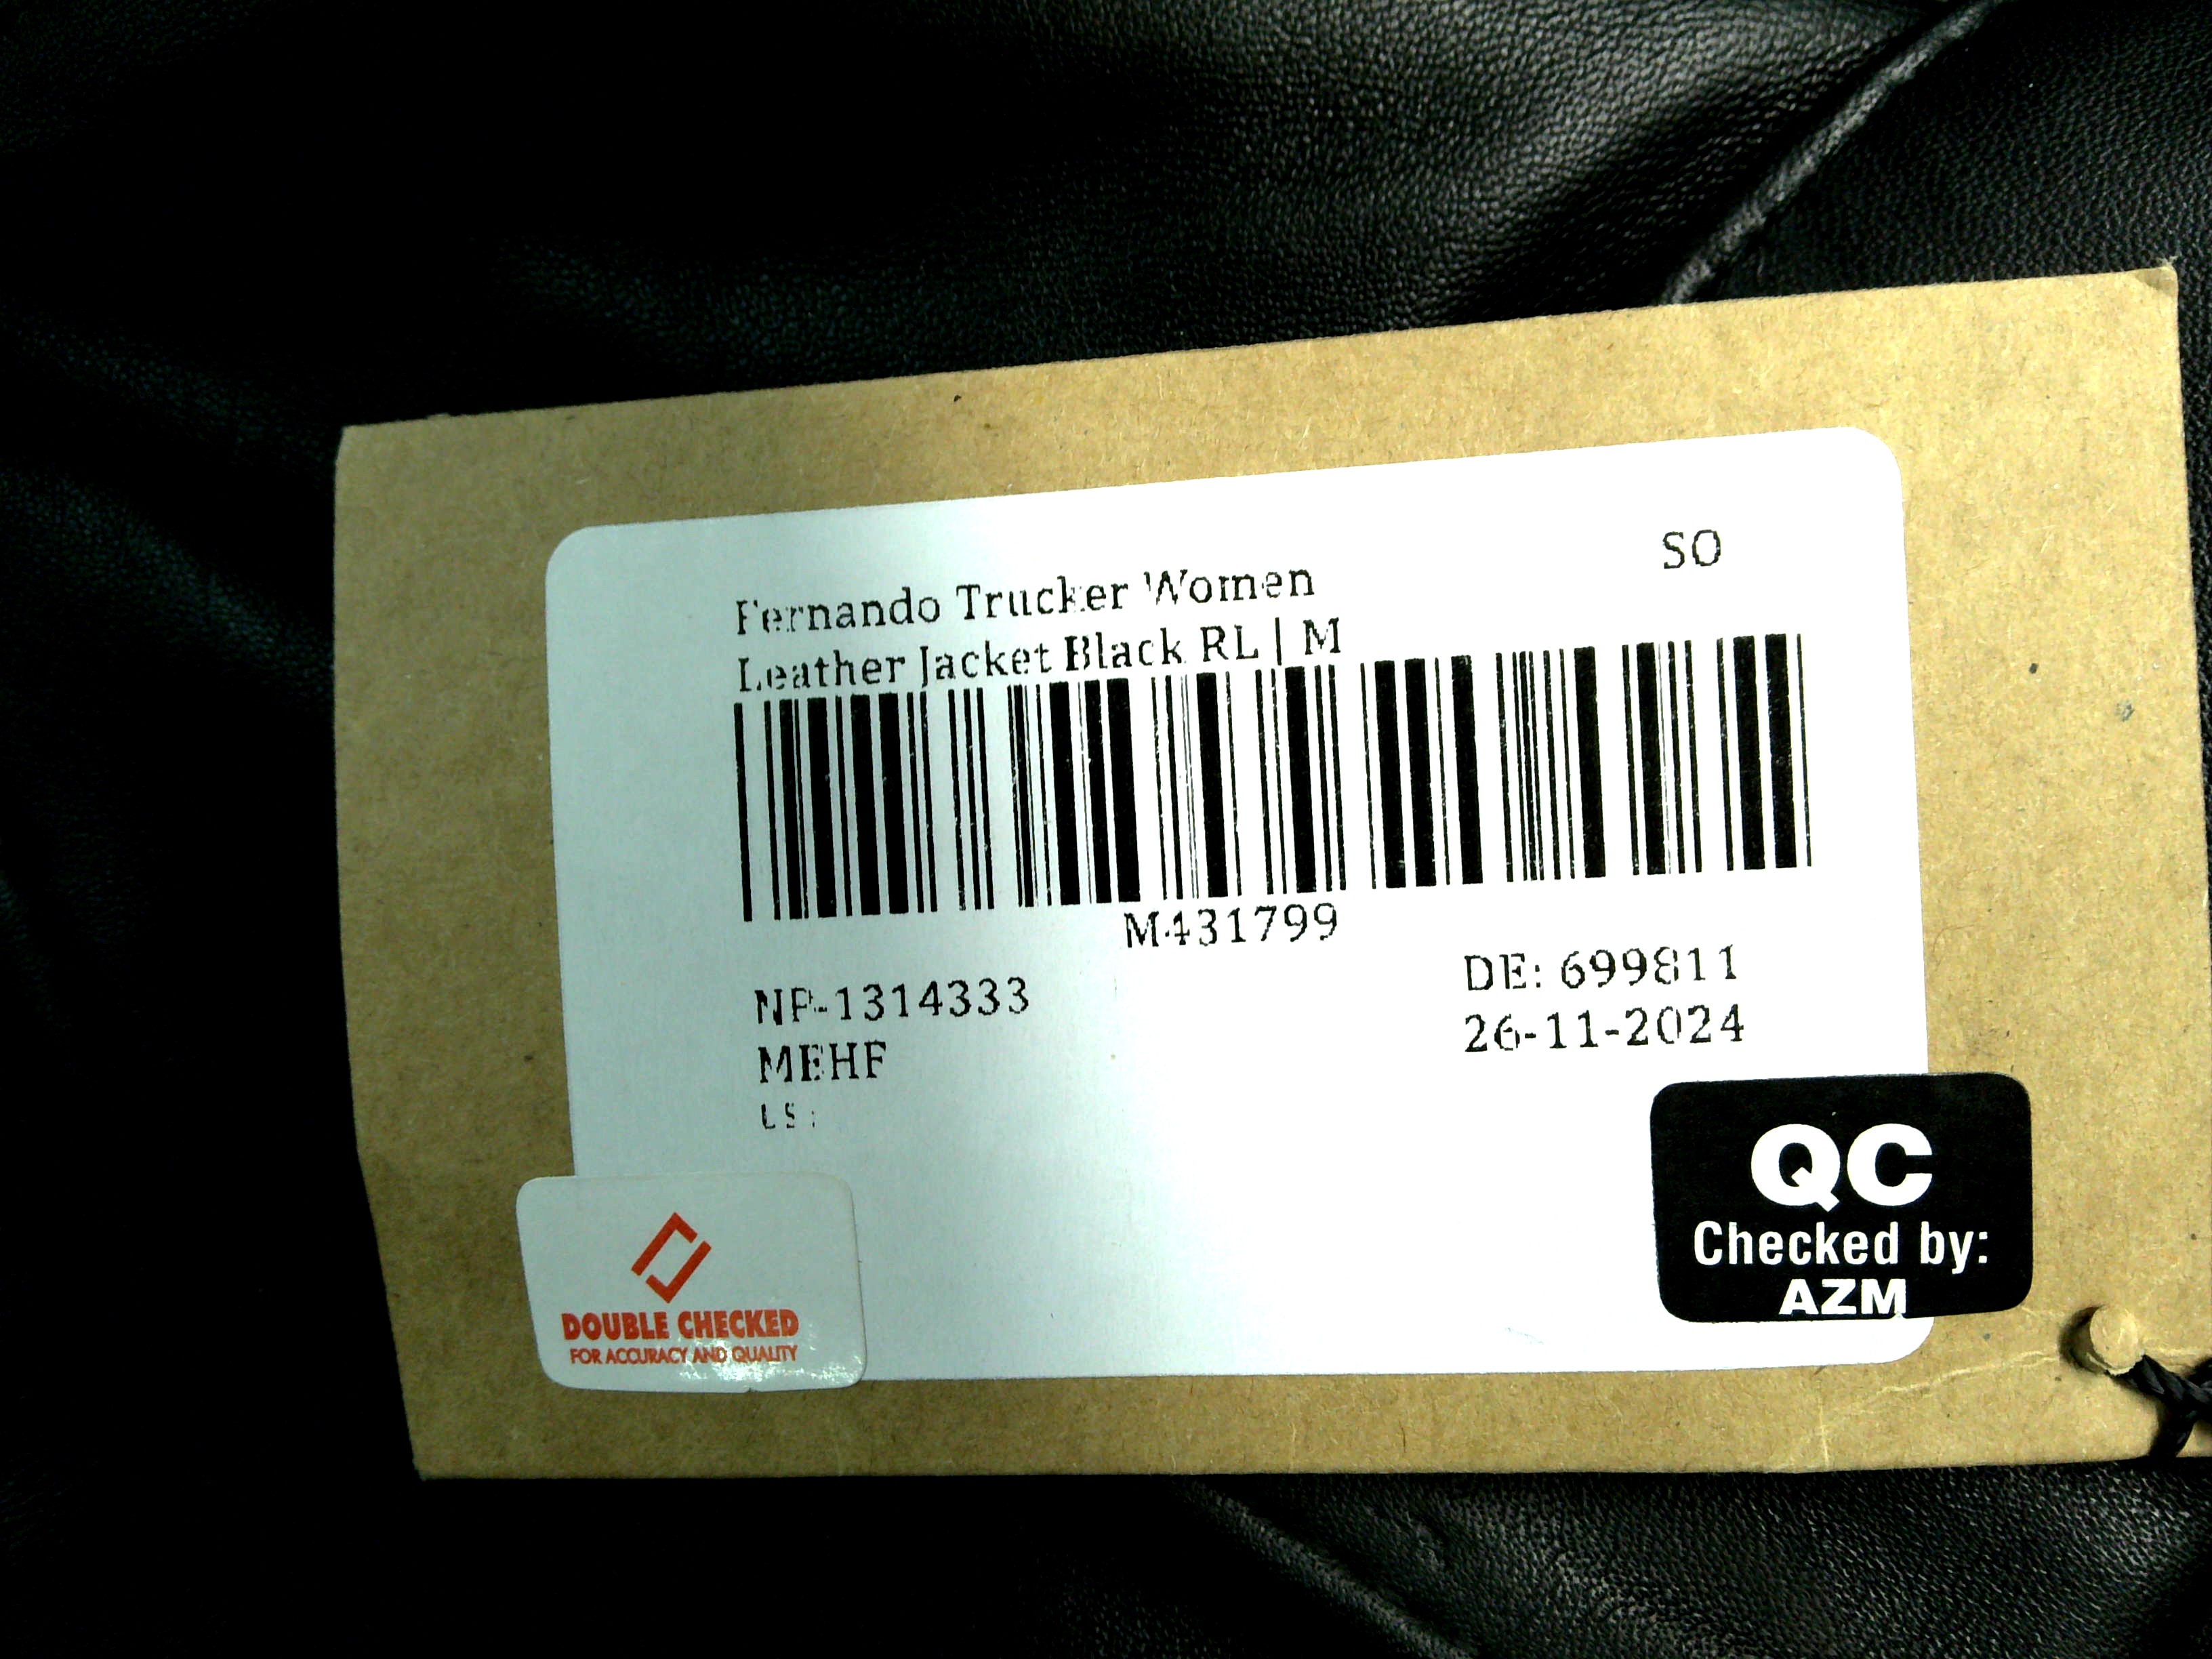 SO
Fernando Trucker Women
Leather Jacket Black RL | M
M431799
NP-1314333
DE: 699811
MEHF
26-11-2024
US:
QC
Checked by:
AZM
DOUBLE CHECKED
FOR ACCURACY AND QUALITY